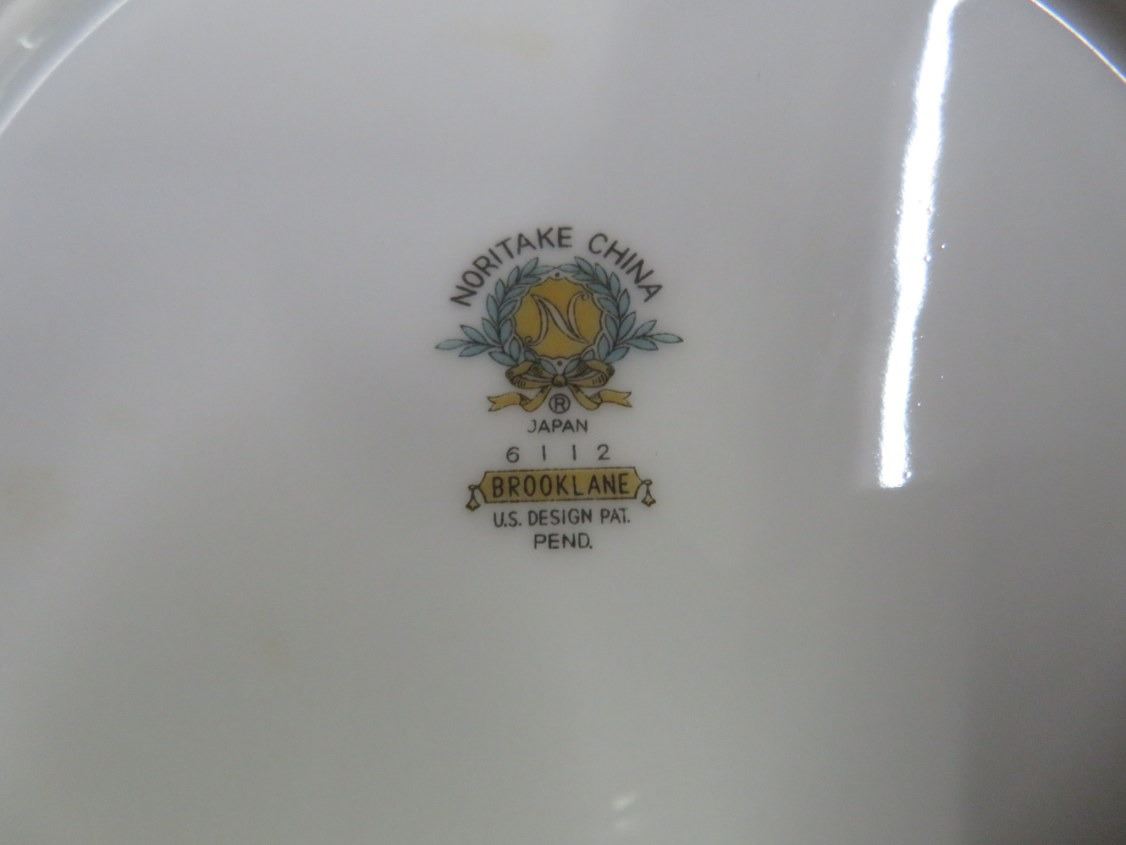 NORITAKE CHINA
N
®
JAPAN
6112
BROOKLANE
U.S. DESIGN PAT.
PEND.